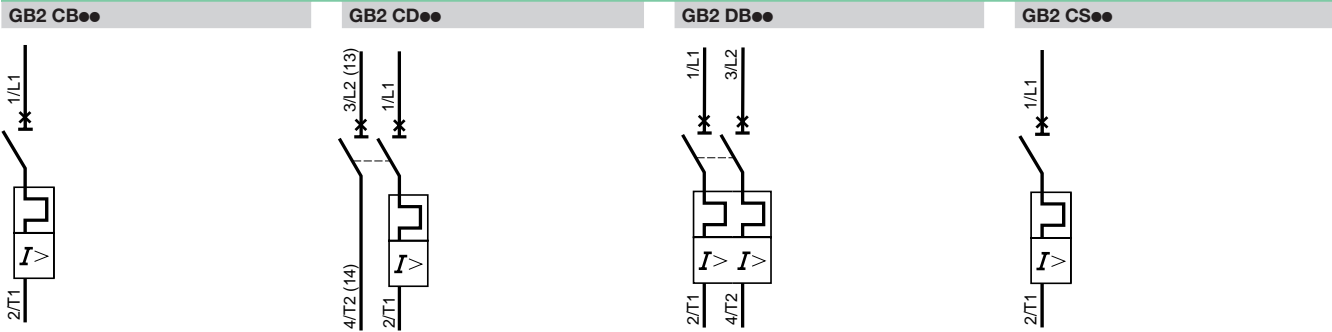 GB2 CB●●
GB2 CD●●
GB2 DB●●
GB2 CS●●
1/L1
3/L2 (13)
1/L1
1/L1
3/L2
1/L1
I>
I>
I> I>
I>
2/T1
4/T2 (14)
2/T1
2/T1
4/T2
2/T1